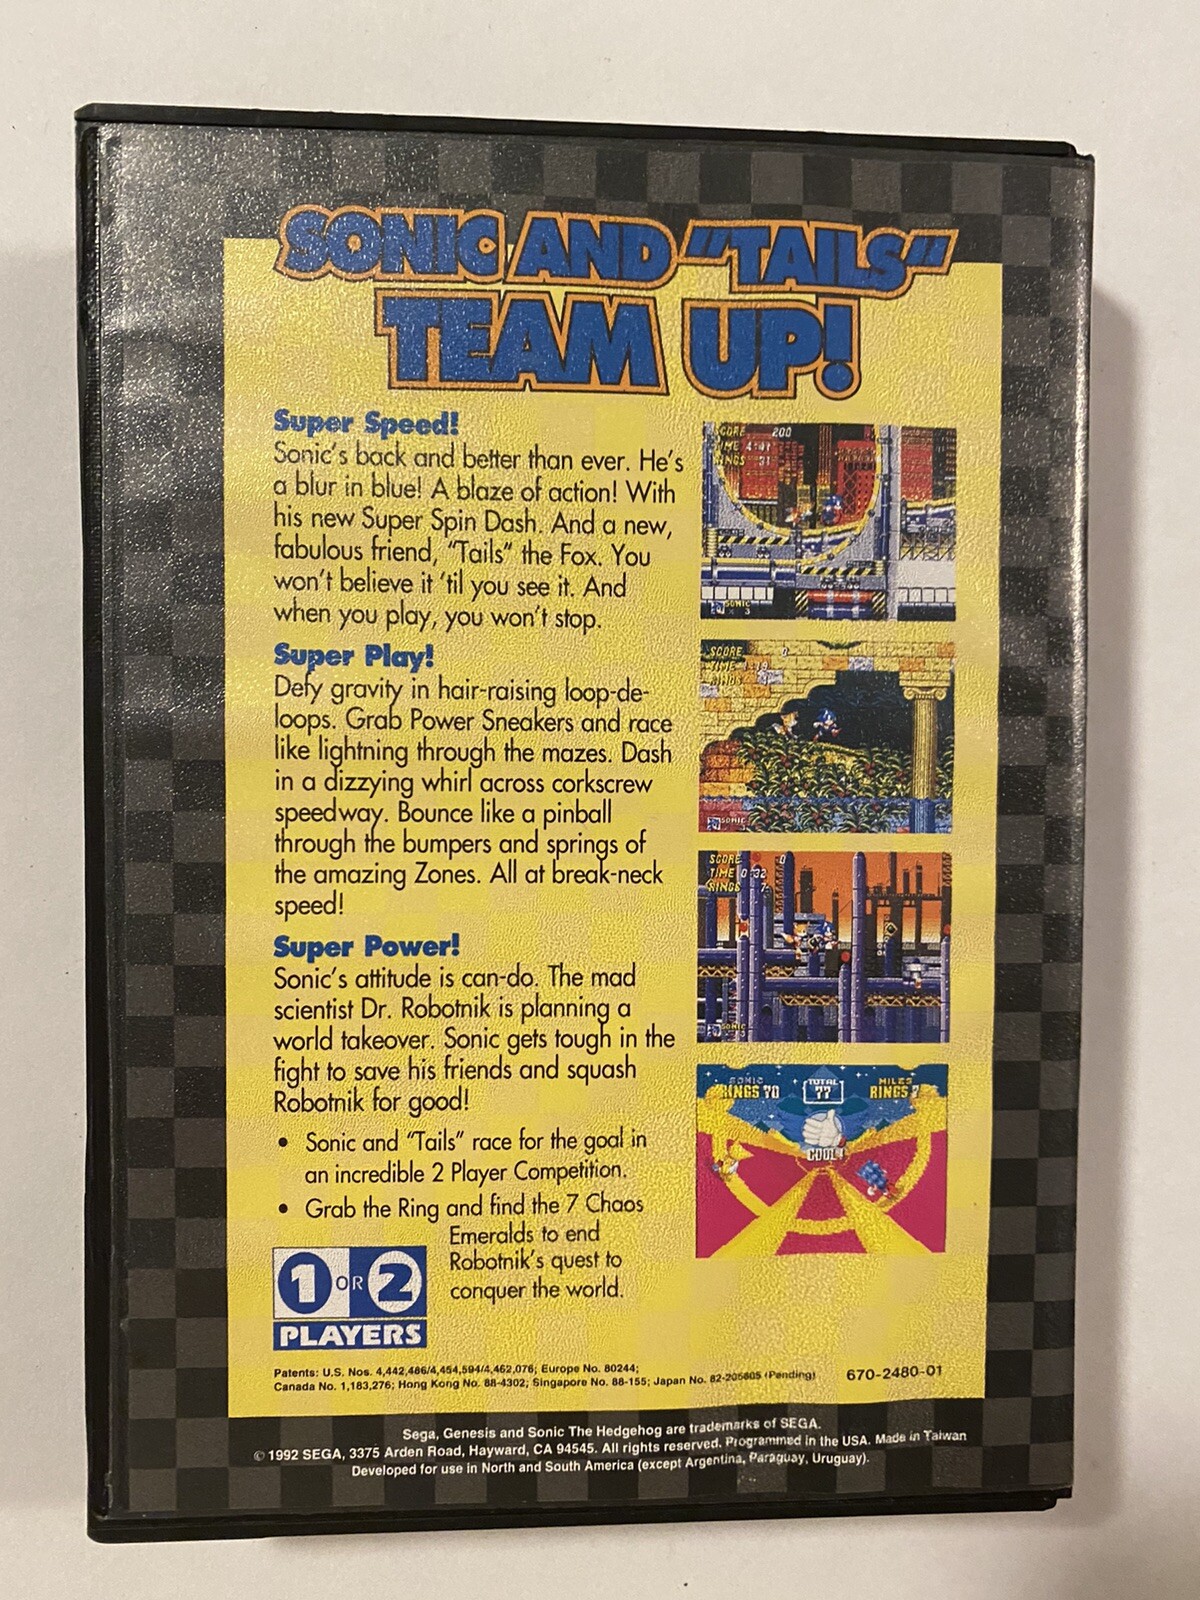 SONIC AND "TAILS"
TEAM UP!
Super Speed!
Sonic's back and better than ever. He's
a blur in blue! A blaze of action! With
his new Super Spin Dash. And a new,
fabulous friend, "Tails" the Fox. You
won't believe it 'til you see it. And
when you play, you won't stop.
Super Play!
Defy gravity in hair-raising loop-de-
loops. Grab Power Sneakers and race
like lightning through the mazes. Dash
in a dizzying whirl across corkscrew
speedway. Bounce like a pinball
through the bumpers and springs of
the amazing Zones. All at break-neck
speed!
Super Power!
Sonic's attitude is can-do. The mad
scientist Dr. Robotnik is planning a
world takeover. Sonic gets tough in the
fight to save his friends and squash
Robotnik for good!
• Sonic and "Tails" race for the goal in
an incredible 2 Player Competition.
• Grab the Ring and find the 7 Chaos
Emeralds to end
Robotnik's quest to
conquer the world.
1 OR 2
PLAYERS
SCORE 0
RINGS
SONIC
SCORE 0
TIME 0:32
RINGS 7
SONIC
SONIC TOTAL MILES
RINGS 70 77 RINGS 7
COOL!
Patents: U.S. Nos. 4,442,486/4,454,594/4,462,076; Europe No. 80244;
Canada No. 1,183,276; Hong Kong No. 88-4302; Singapore No. 88-155; Japan No. 82-205605 (Pending)
670-2480-01
Sega, Genesis and Sonic The Hedgehog are trademarks of SEGA.
© 1992 SEGA, 3375 Arden Road, Hayward, CA 94545. All rights reserved. Programmed in the USA. Made in Taiwan
Developed for use in North and South America (except Argentina, Paraguay, Uruguay).